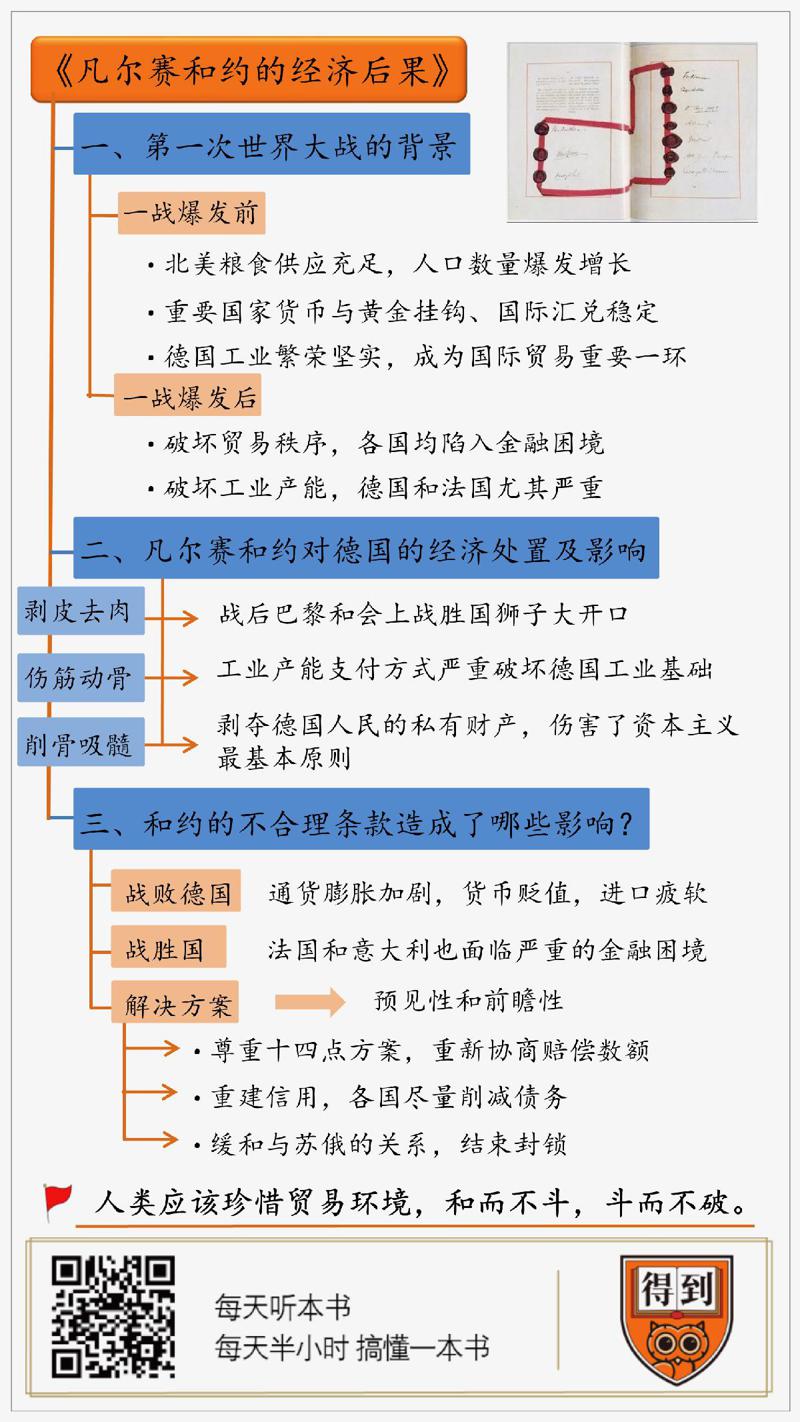 《凡尔赛和约的经济后果》
一、第一次世界大战的背景
一战爆发前
·北美粮食供应充足，人口数量爆发增长
·重要国家货币与黄金挂钩、国际汇兑稳定
·德国工业繁荣坚实，成为国际贸易重要一环
一战爆发后
·破坏贸易秩序，各国均陷入金融困境
·破坏工业产能，德国和法国尤其严重
二、凡尔赛和约对德国的经济处置及影响
剥皮去肉 战后巴黎和会上战胜国狮子大开口
伤筋动骨 工业产能支付方式严重破坏德国工业基础
削骨吸髓 剥夺德国人民的私有财产，伤害了资本主义
最基本原则
三、和约的不合理条款造成了哪些影响？
战败德国 通货膨胀加剧，货币贬值，进口疲软
战胜国 法国和意大利也面临严重的金融困境
解决方案 预见性和前瞻性
·尊重十四点方案，重新协商赔偿数额
·重建信用，各国尽量削减债务
·缓和与苏俄的关系，结束封锁
人类应该珍惜贸易环境，和而不斗，斗而不破。
每天听本书
每天半小时 搞懂一本书
得到